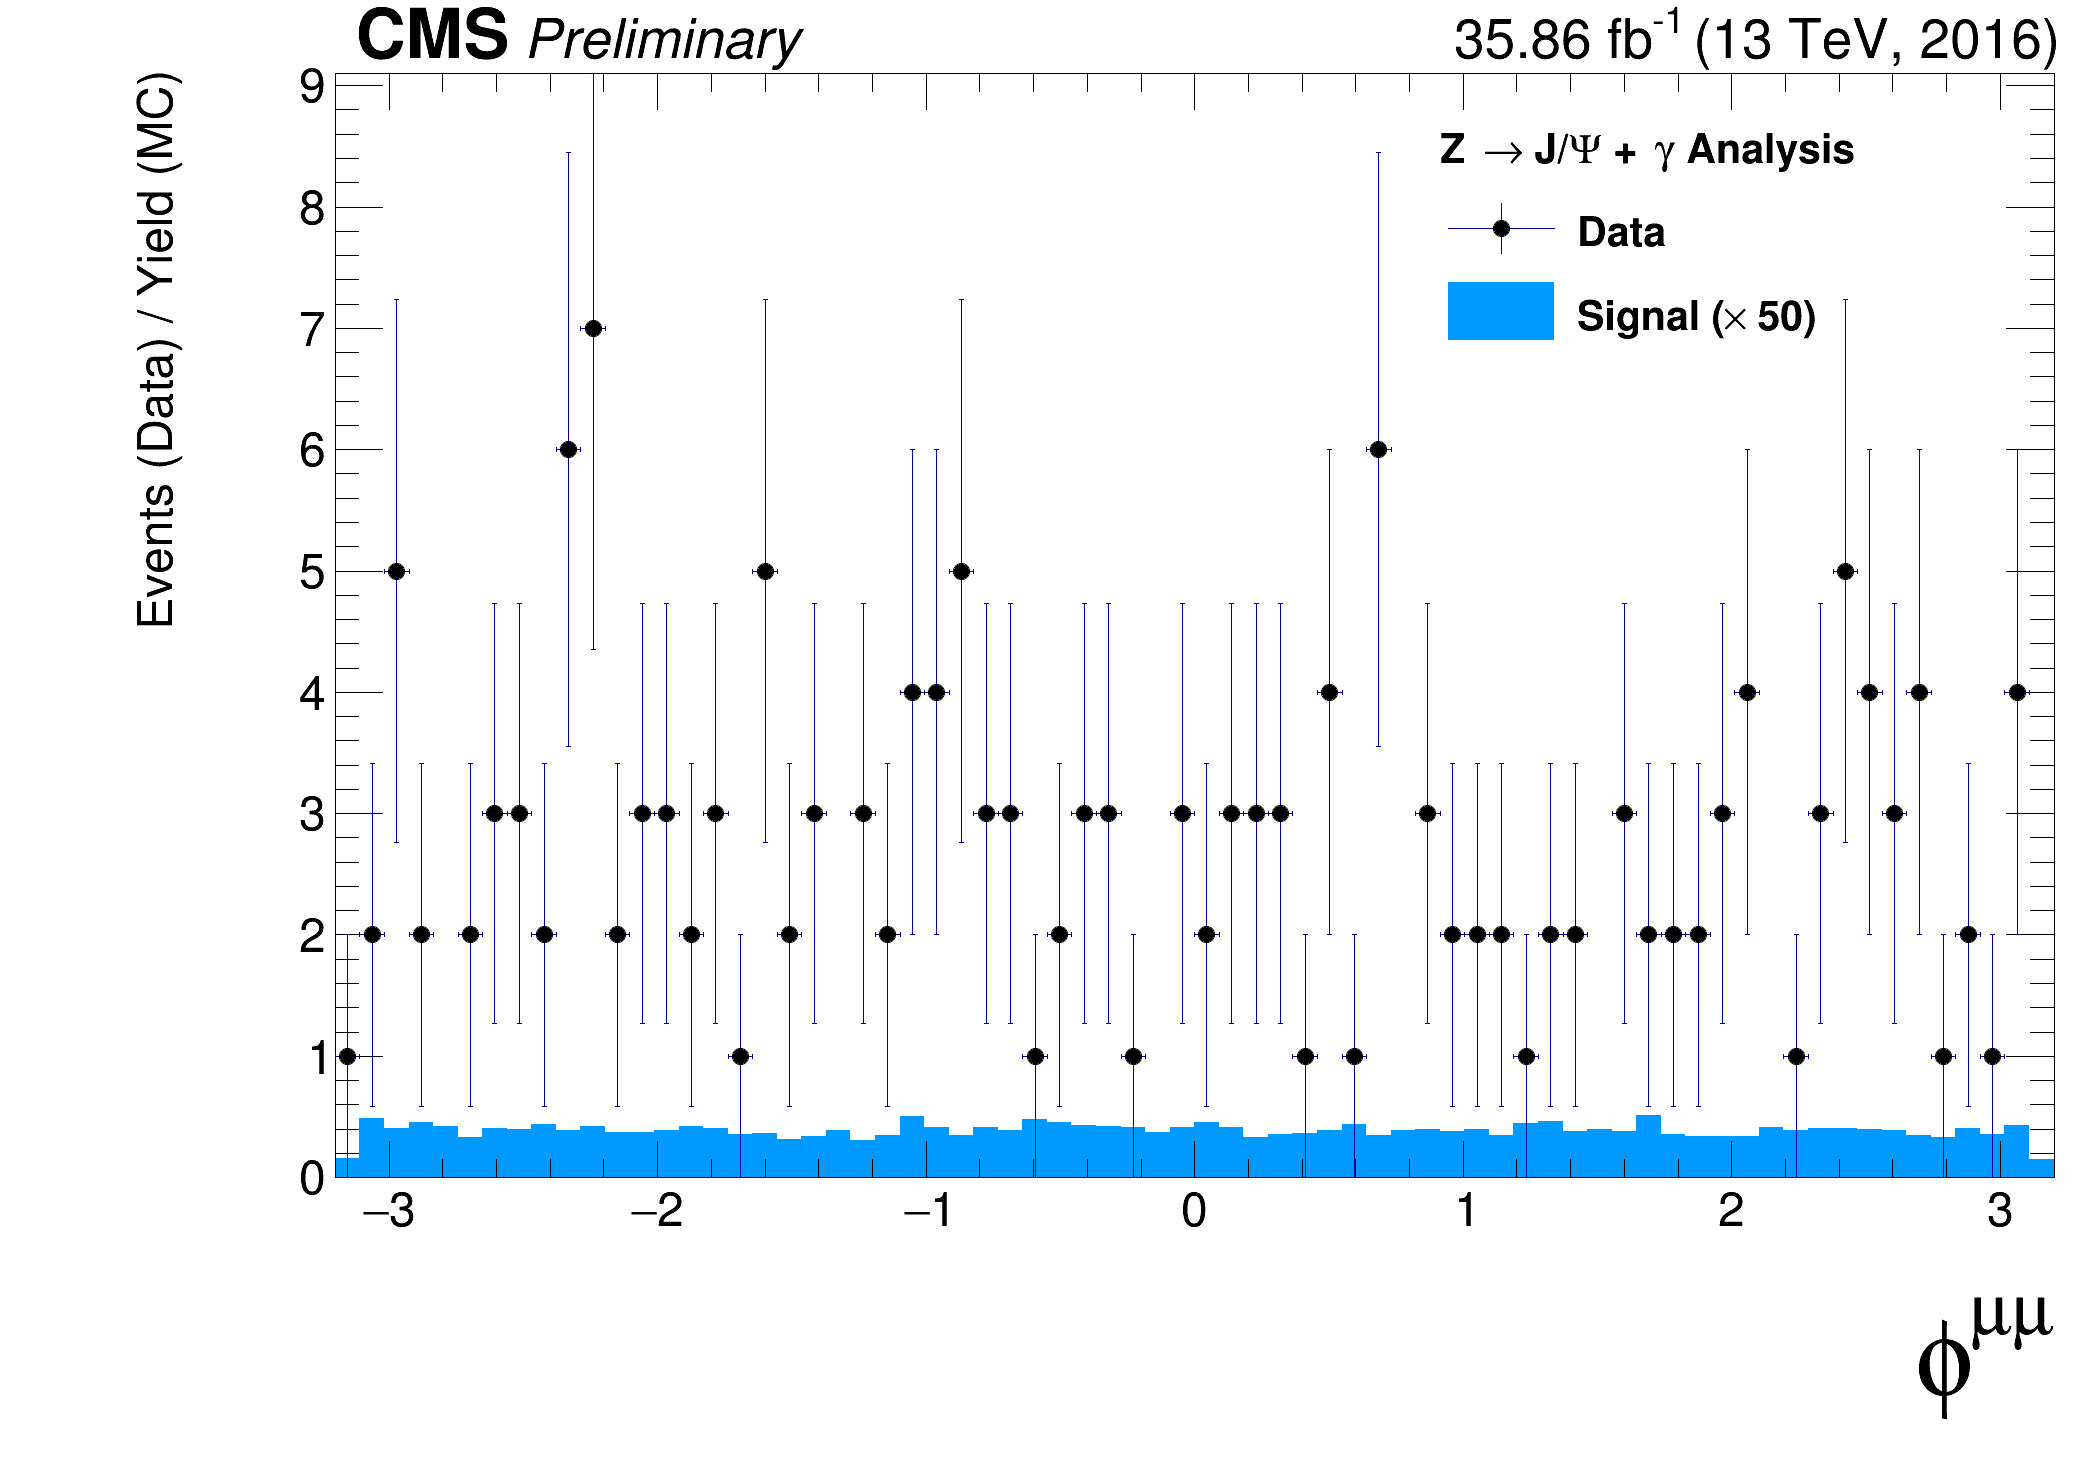 CMS Preliminary
35.86 fb⁻¹ (13 TeV, 2016)
Events (Data) / Yield (MC)
Z → J/Ψ + γ Analysis
Data
Signal (× 50)
9
8
7
6
5
4
3
2
1
0
−3 −2 −1 0 1 2 3
ϕ^μμ